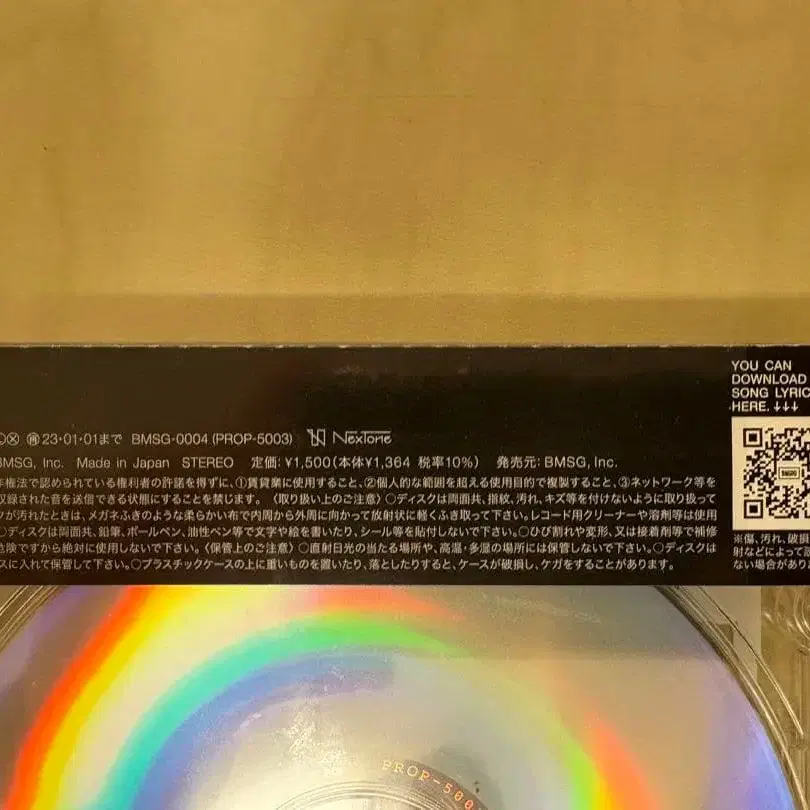 YOU CAN
DOWNLOAD
SONG LYRIC
HERE. ↓↓↓
23・01・01まで BMSG-0004 (PROP-5003) NexTone
BMSG, Inc. Made in Japan STEREO 定価:¥1,500(本体¥1,364 税率10%) 発売元:BMSG, Inc.
作権法で認められている権利者の許諾を得ずに、①賃貸業に使用すること、②個人的な範囲を超える使用目的で複製すること、③ネットワーク等を
収録された音を送信できる状態にすることを禁じます。〈取り扱い上のご注意〉○ディスクは両面共、指紋、汚れ、キズ等を付けないように取り扱って
クが汚れたときは、メガネふきのような柔らかい布で内周から外周に向かって放射状に軽くふき取って下さい。レコード用クリーナーや溶剤等は使用
○ディスクは両面共、鉛筆、ボールペン、油性ペン等で文字や絵を書いたり、シール等を貼付しないで下さい。○ひび割れや変形、又は接着剤等で補修
危険ですから絶対に使用しないで下さい。〈保管上のご注意〉○直射日光の当たる場所や、高温・多湿の場所には保管しないで下さい。○ディスクは
スに入れて保管して下さい。○プラスチックケースの上に重いものを置いたり、落としたりすると、ケースが破損し、ケガをすることがあります。
※傷、汚れ、破損
射などによって読
ない場合があり
PROP-500